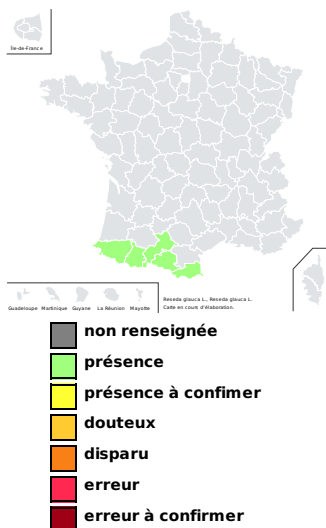 Île-de-France
Guadeloupe Martinique Guyane La Réunion Mayotte
Reseda glauca L., Reseda glauca L.
Carte en cours d'élaboration.
non renseignée
présence
présence à confimer
douteux
disparu
erreur
erreur à confirmer